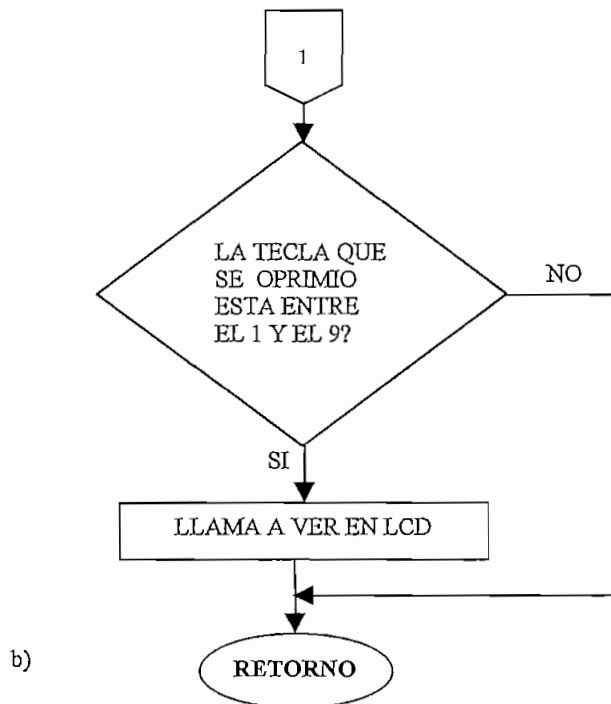 1
LA TECLA QUE
SE OPRIMIO
ESTA ENTRE
EL 1 Y EL 9?
NO
SI
LLAMA A VER EN LCD
b)
RETORNO